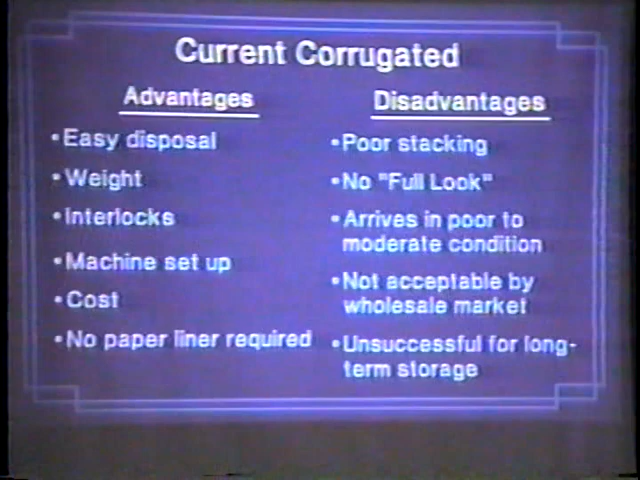 Current Corrugated
Advantages
• Easy disposal
• Weight
• Interlocks
• Machine set up
• Cost
• No paper liner required
Disadvantages
• Poor stacking
• No "Full Look"
• Arrives in poor to
moderate condition
• Not acceptable by
wholesale market
• Unsuccessful for long-
term storage